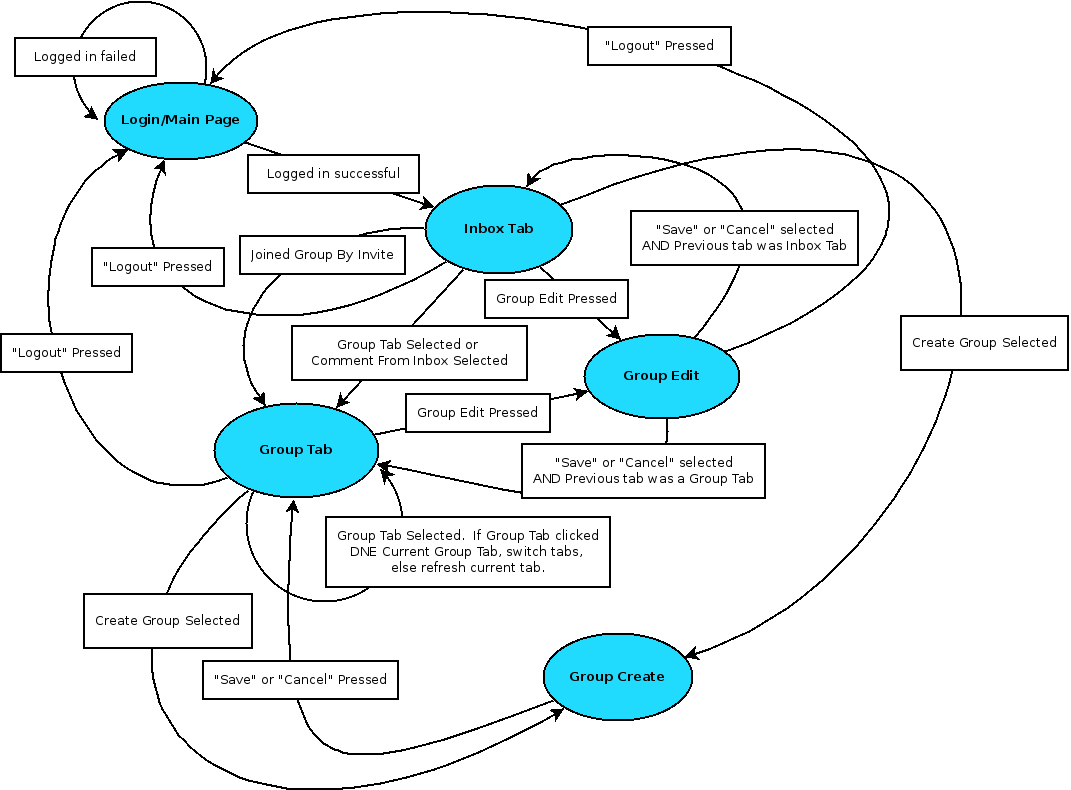 "Logout" Pressed
Logged in failed
Login/Main Page
Logged in successful
Inbox Tab
"Save" or "Cancel" selected
AND Previous tab was Inbox Tab
Joined Group By Invite
"Logout" Pressed
Group Edit Pressed
Create Group Selected
Group Tab Selected or
Comment From Inbox Selected
"Logout" Pressed
Group Edit
Group Edit Pressed
Group Tab
"Save" or "Cancel" selected
AND Previous tab was a Group Tab
Group Tab Selected.  If Group Tab clicked
DNE Current Group Tab, switch tabs,
else refresh current tab.
Create Group Selected
"Save" or "Cancel" Pressed
Group Create